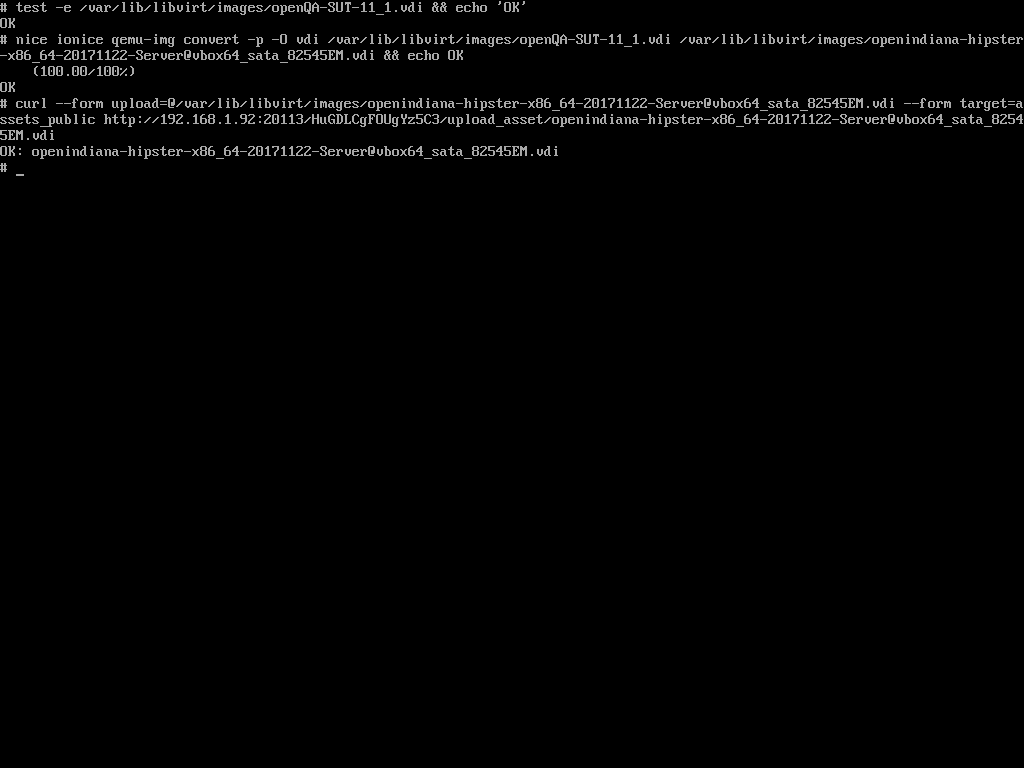 # test -e /var/lib/libvirt/images/openQA-SUT-11_1.vdi && echo 'OK'
OK
# nice ionice qemu-img convert -p -O vdi /var/lib/libvirt/images/openQA-SUT-11_1.vdi /var/lib/libvirt/images/openindiana-hipster
-x86_64-20171122-Server@vbox64_sata_82545EM.vdi && echo OK
    (100.00/100%)
OK
# curl --form upload=@/var/lib/libvirt/images/openindiana-hipster-x86_64-20171122-Server@vbox64_sata_82545EM.vdi --form target=a
ssets_public http://192.168.1.92:20113/HuGDLCgFOUgYz5C3/upload_asset/openindiana-hipster-x86_64-20171122-Server@vbox64_sata_8254
5EM.vdi
OK: openindiana-hipster-x86_64-20171122-Server@vbox64_sata_82545EM.vdi
# _